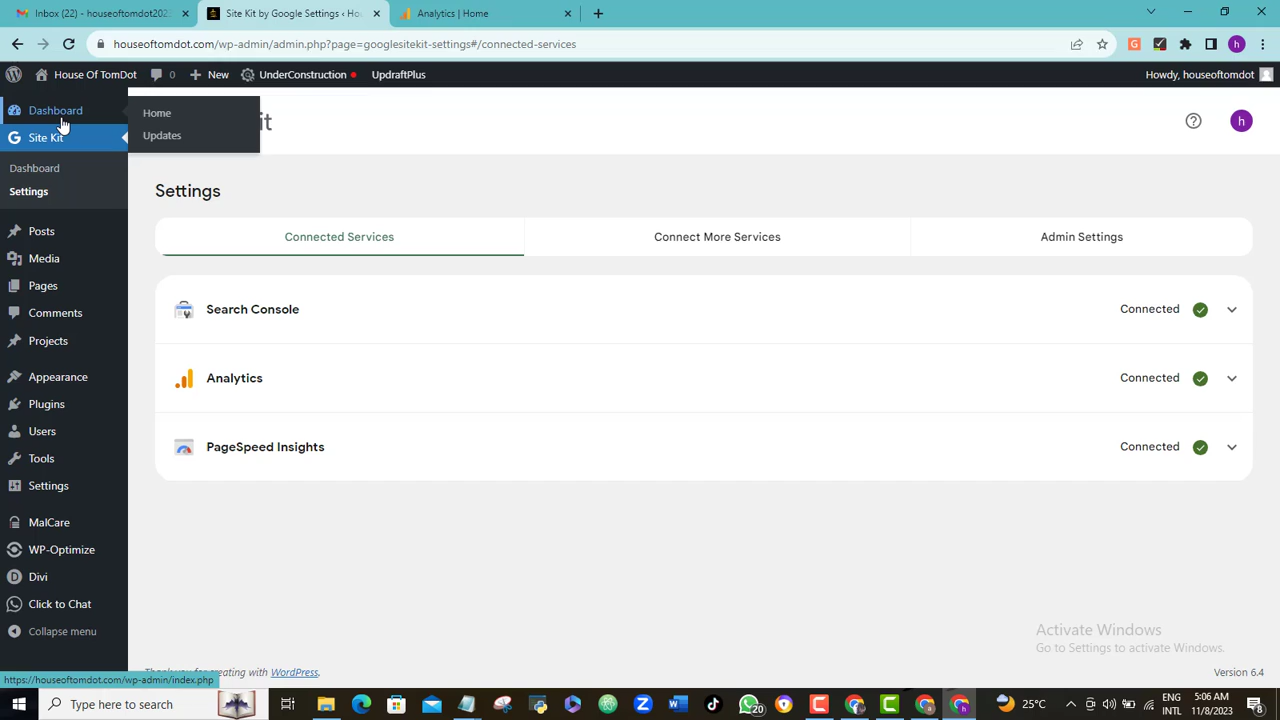 Inbox (22) - houseoftomdot202
Site Kit by Google Settings ‹ Ho
Analytics | Home
houseoftomdot.com/wp-admin/admin.php?page=googlesitekit-settings#/connected-services
G
h
House Of TomDot
0
New
UnderConstruction
UpdraftPlus
Howdy, houseoftomdot
Dashboard
Site Kit
Dashboard
Settings
Posts
Media
Pages
Comments
Projects
Appearance
Plugins
Users
Tools
Settings
MalCare
WP-Optimize
Divi
Click to Chat
Collapse menu
Home
Updates
it
h
Settings
Connected Services
Connect More Services
Admin Settings
Search Console
Connected
Analytics
Connected
PageSpeed Insights
Connected
Activate Windows
Go to Settings to activate Windows.
creating with WordPress.
Version 6.4
https://houseoftomdot.com/wp-admin/index.php
Type here to search
20
25°C
ENG
INTL
5:06 AM
11/8/2023
8